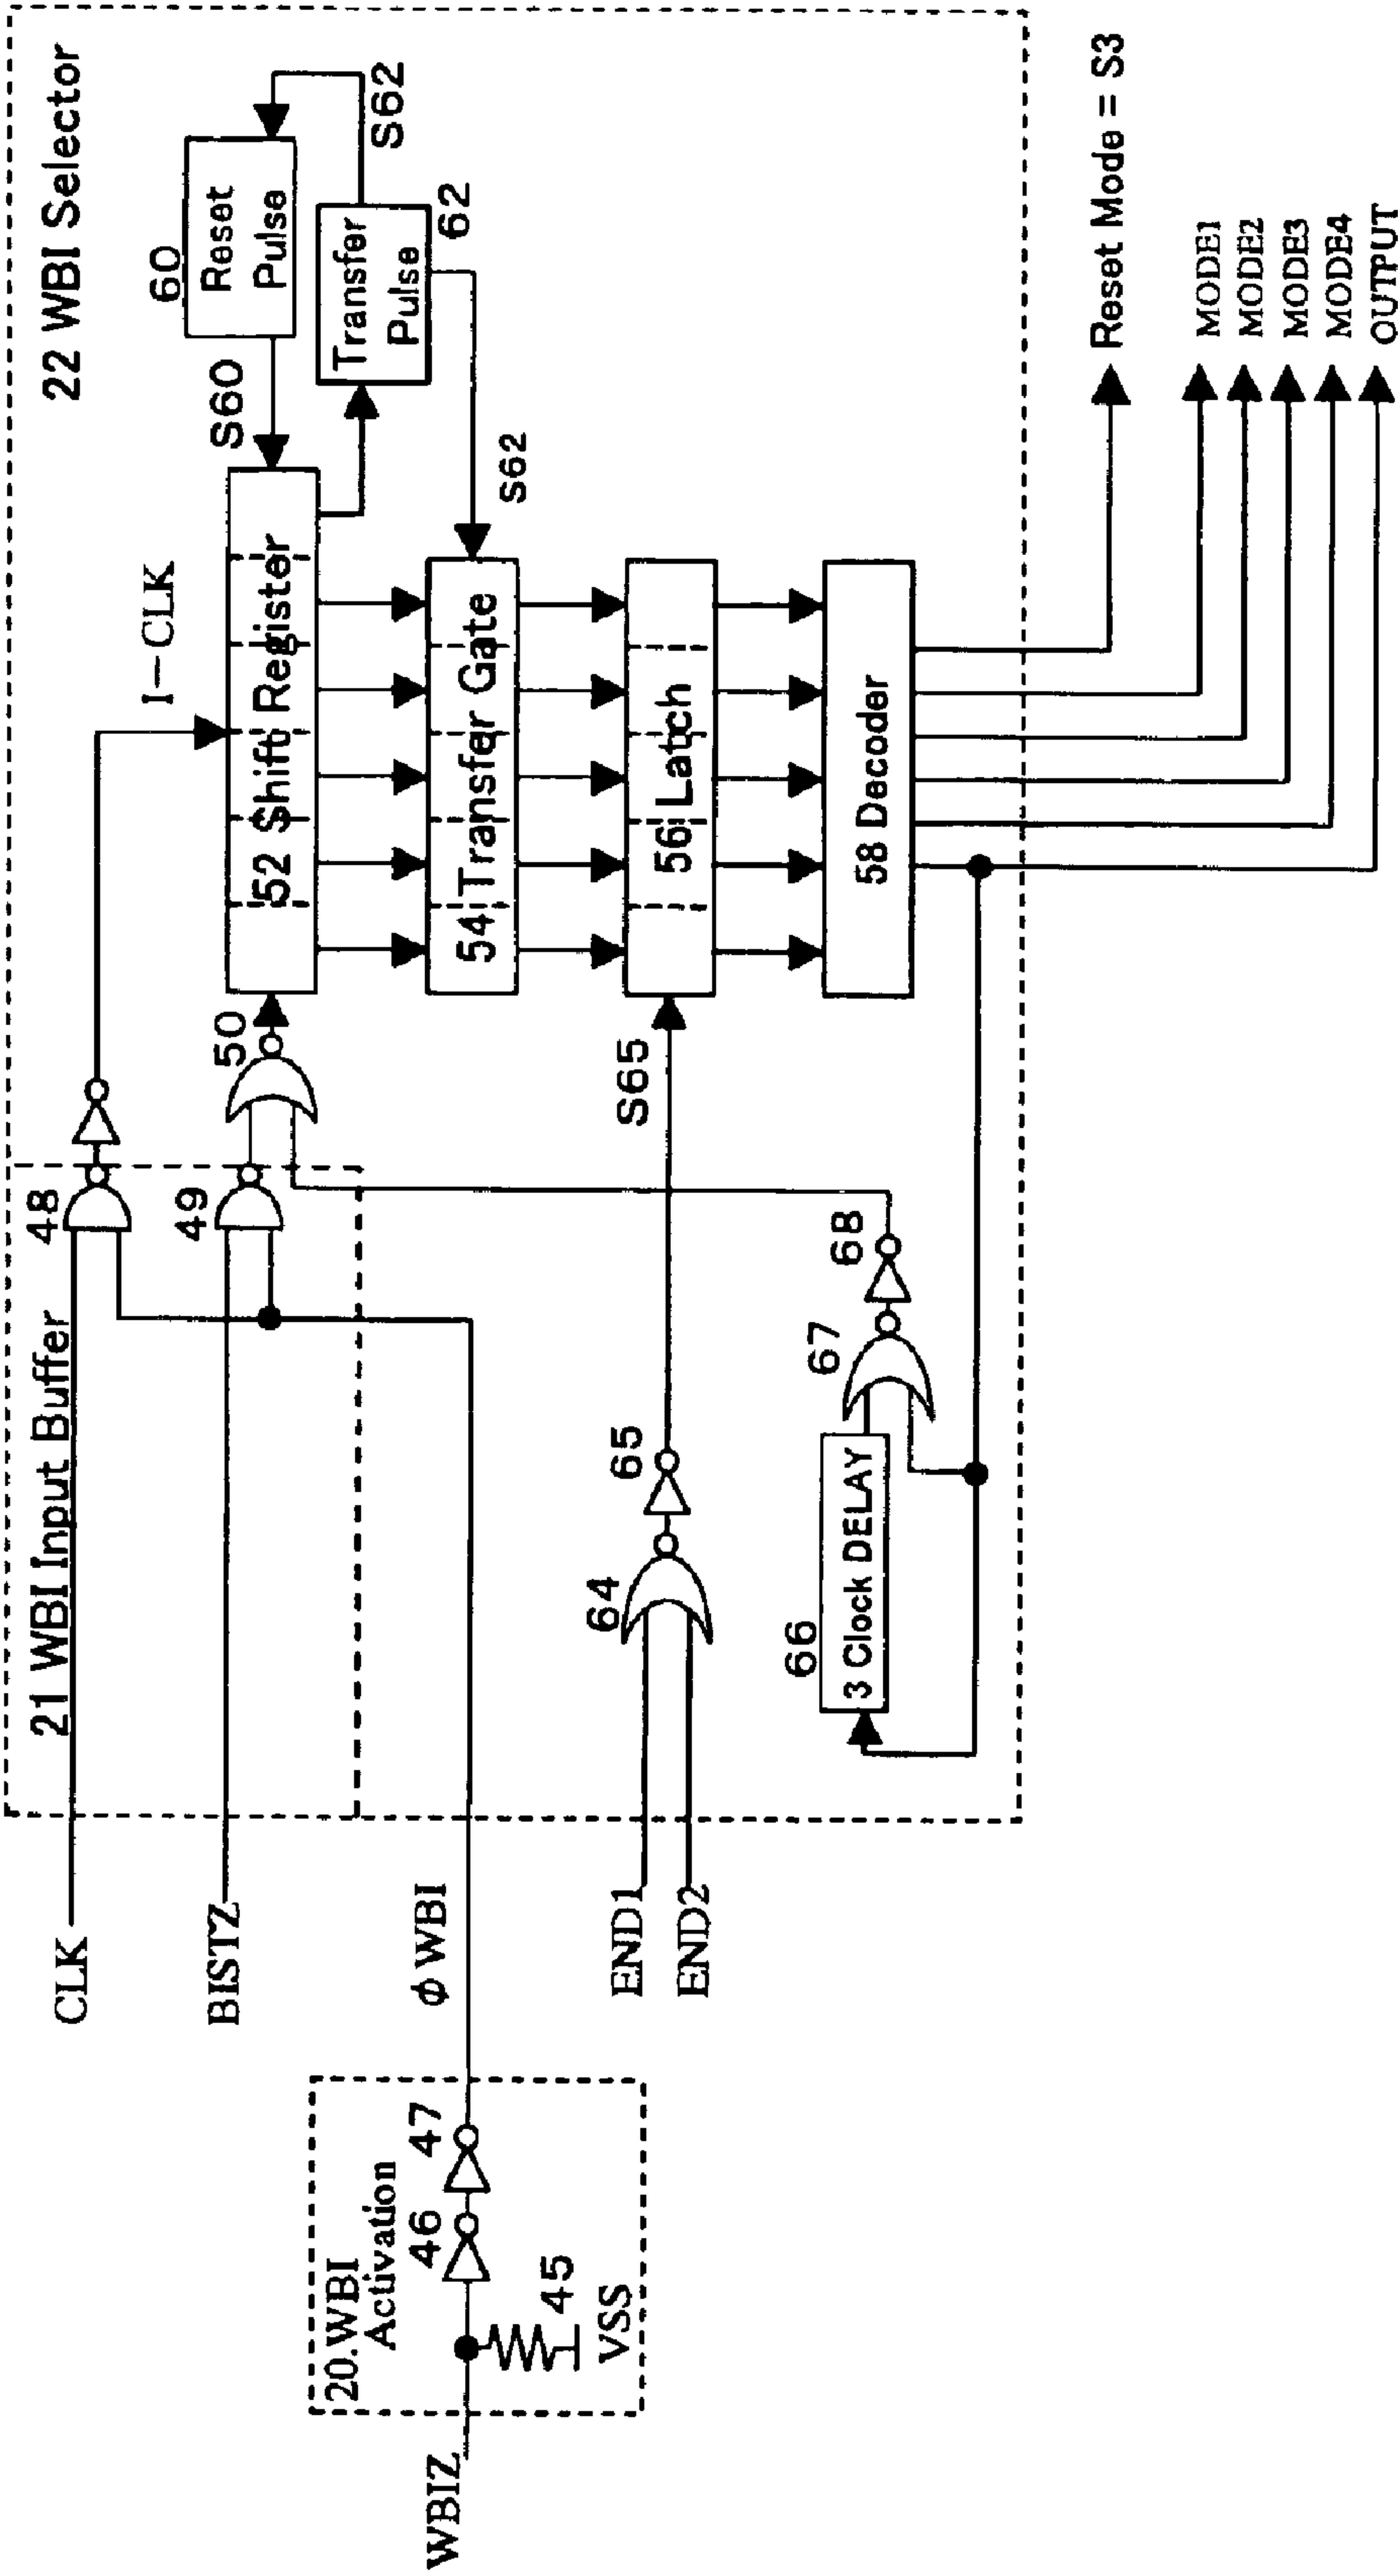 WBIZ
20.WBI
Activation
46
47
45
VSS
CLK
BISTZ
ϕWBI
END1
END2
21 WBI Input Buffer
48
49
22 WBI Selector
50
I-CLK
52 Shift Register
S60
60
Reset
Pulse
S62
Transfer
Pulse
62
S62
54 Transfer Gate
S65
56 Latch
58 Decoder
64
65
66
3 Clock DELAY
67
68
Reset Mode = S3
MODE1
MODE2
MODE3
MODE4
OUTPUT